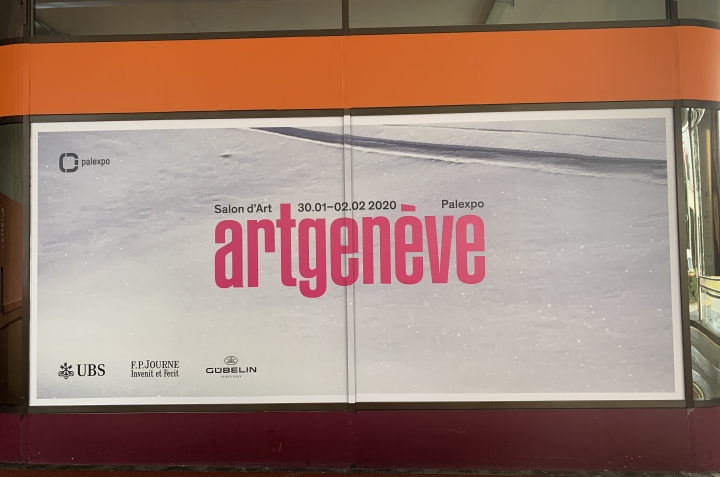 palexpo
Salon d'Art 30.01–02.02 2020 Palexpo
artgenève
UBS
F.P.JOURNE
Invenit et Fecit
GÜBELIN